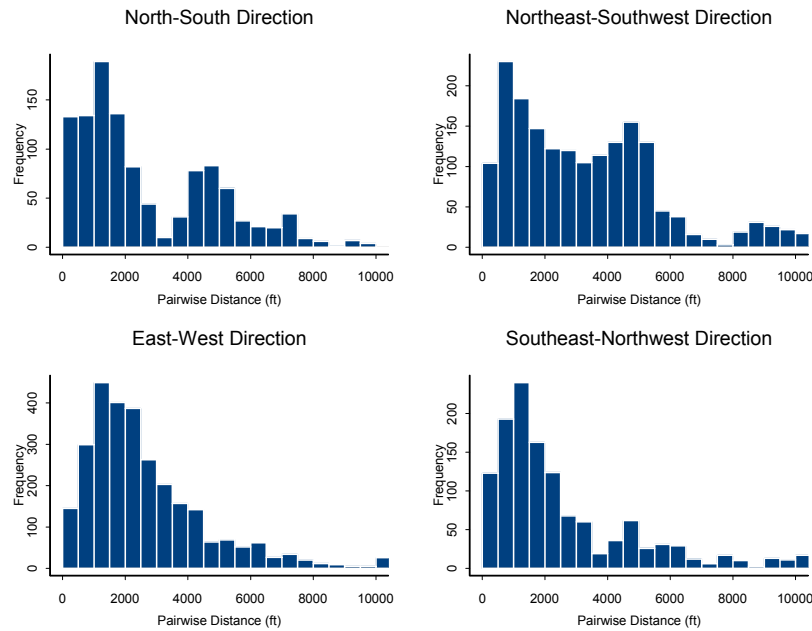 North-South Direction
Frequency
0 50 100 150
0 2000 4000 6000 8000 10000
Pairwise Distance (ft)
Northeast-Southwest Direction
Frequency
0 50 100 150 200
0 2000 4000 6000 8000 10000
Pairwise Distance (ft)
East-West Direction
Frequency
0 100 200 300 400
0 2000 4000 6000 8000 10000
Pairwise Distance (ft)
Southeast-Northwest Direction
Frequency
0 50 100 150 200
0 2000 4000 6000 8000 10000
Pairwise Distance (ft)